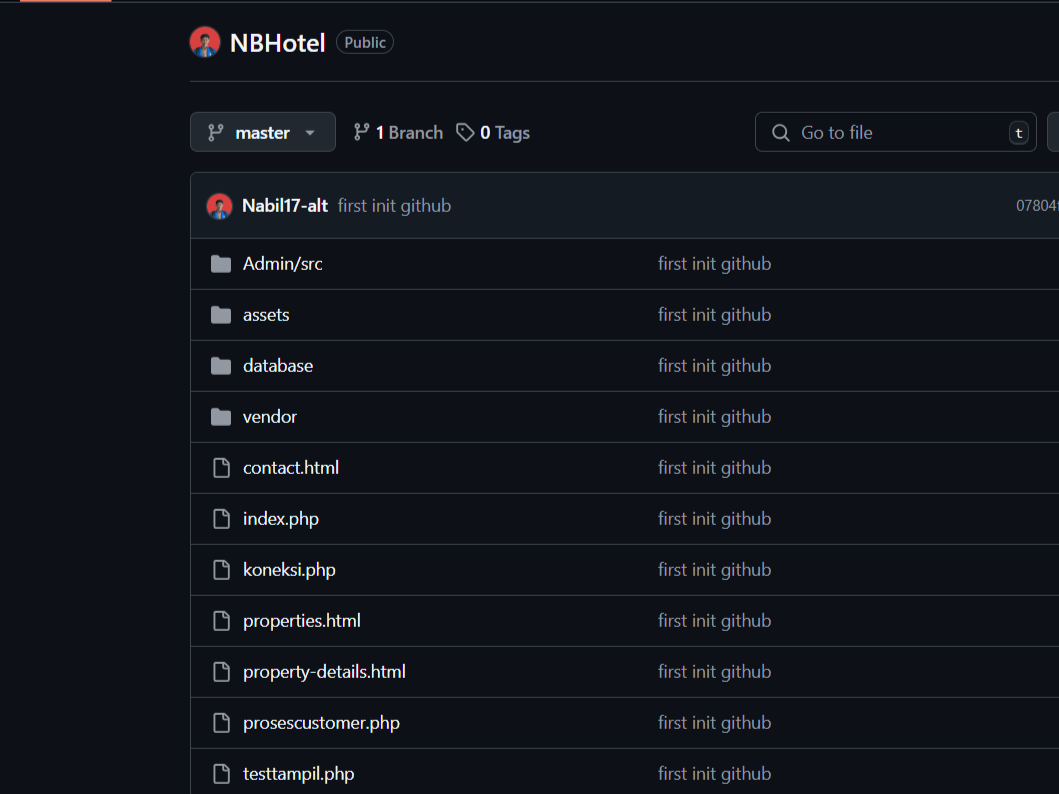 NBHotel Public
master 1 Branch 0 Tags Go to file t
Nabil17-alt first init github 07804
Admin/src first init github
assets first init github
database first init github
vendor first init github
contact.html first init github
index.php first init github
koneksi.php first init github
properties.html first init github
property-details.html first init github
prosescustomer.php first init github
testtampil.php first init github